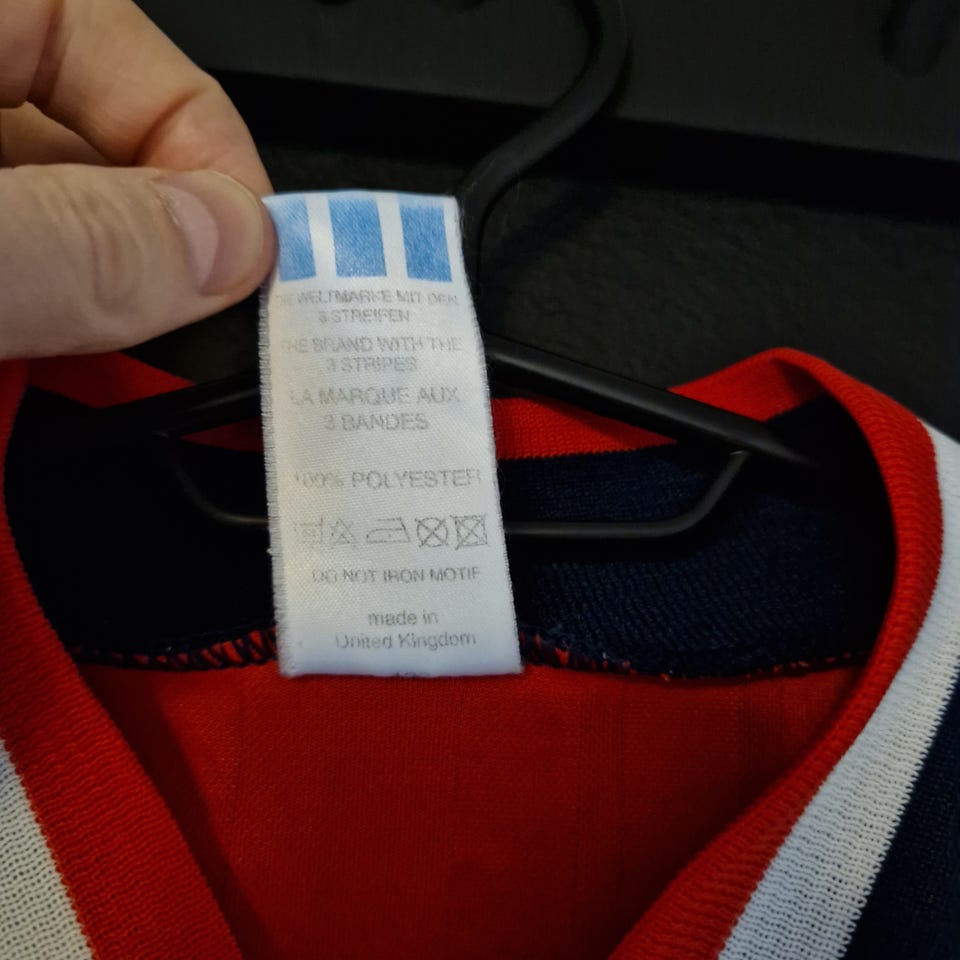 DIE WELTMARKE MIT DEN
3 STREIFEN
THE BRAND WITH THE
3 STRIPES
LA MARQUE AUX
3 BANDES
100% POLYESTER
DO NOT IRON MOTIF
made in
United Kingdom